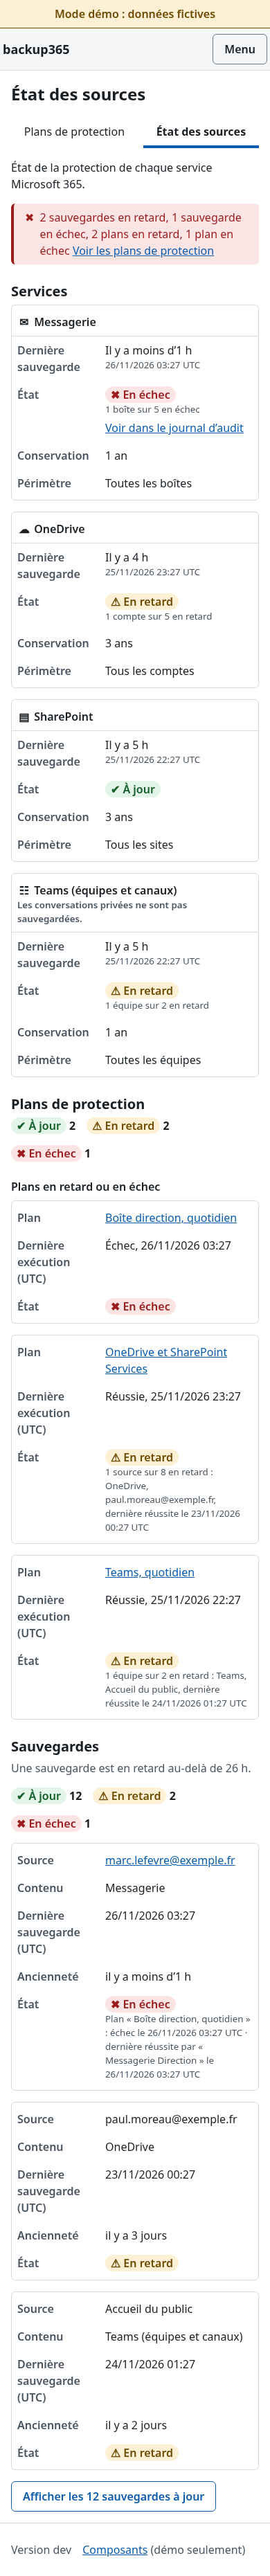 Mode démo : données fictives
backup365
Menu
État des sources
Plans de protection
État des sources
État de la protection de chaque service
Microsoft 365.
✖ 2 sauvegardes en retard, 1 sauvegarde
en échec, 2 plans en retard, 1 plan en
échec Voir les plans de protection
Services
✉ Messagerie
Dernière
sauvegarde
Il y a moins d’1 h
26/11/2026 03:27 UTC
État
✖ En échec
1 boîte sur 5 en échec
Voir dans le journal d’audit
Conservation
1 an
Périmètre
Toutes les boîtes
☁ OneDrive
Dernière
sauvegarde
Il y a 4 h
25/11/2026 23:27 UTC
État
⚠ En retard
1 compte sur 5 en retard
Conservation
3 ans
Périmètre
Tous les comptes
▤ SharePoint
Dernière
sauvegarde
Il y a 5 h
25/11/2026 22:27 UTC
État
✔ À jour
Conservation
3 ans
Périmètre
Tous les sites
☷ Teams (équipes et canaux)
Les conversations privées ne sont pas
sauvegardées.
Dernière
sauvegarde
Il y a 5 h
25/11/2026 22:27 UTC
État
⚠ En retard
1 équipe sur 2 en retard
Conservation
1 an
Périmètre
Toutes les équipes
Plans de protection
✔ À jour 2 ⚠ En retard 2
✖ En échec 1
Plans en retard ou en échec
Plan
Boîte direction, quotidien
Dernière
exécution
(UTC)
Échec, 26/11/2026 03:27
État
✖ En échec
Plan
OneDrive et SharePoint
Services
Dernière
exécution
(UTC)
Réussie, 25/11/2026 23:27
État
⚠ En retard
1 source sur 8 en retard :
OneDrive,
paul.moreau@exemple.fr,
dernière réussite le 23/11/2026
00:27 UTC
Plan
Teams, quotidien
Dernière
exécution
(UTC)
Réussie, 25/11/2026 22:27
État
⚠ En retard
1 équipe sur 2 en retard : Teams,
Accueil du public, dernière
réussite le 24/11/2026 01:27 UTC
Sauvegardes
Une sauvegarde est en retard au-delà de 26 h.
✔ À jour 12 ⚠ En retard 2
✖ En échec 1
Source
marc.lefevre@exemple.fr
Contenu
Messagerie
Dernière
sauvegarde
(UTC)
26/11/2026 03:27
Ancienneté
il y a moins d’1 h
État
✖ En échec
Plan « Boîte direction, quotidien »
: échec le 26/11/2026 03:27 UTC ·
dernière réussite par «
Messagerie Direction » le
26/11/2026 03:27 UTC
Source
paul.moreau@exemple.fr
Contenu
OneDrive
Dernière
sauvegarde
(UTC)
23/11/2026 00:27
Ancienneté
il y a 3 jours
État
⚠ En retard
Source
Accueil du public
Contenu
Teams (équipes et canaux)
Dernière
sauvegarde
(UTC)
24/11/2026 01:27
Ancienneté
il y a 2 jours
État
⚠ En retard
Afficher les 12 sauvegardes à jour
Version dev Composants (démo seulement)